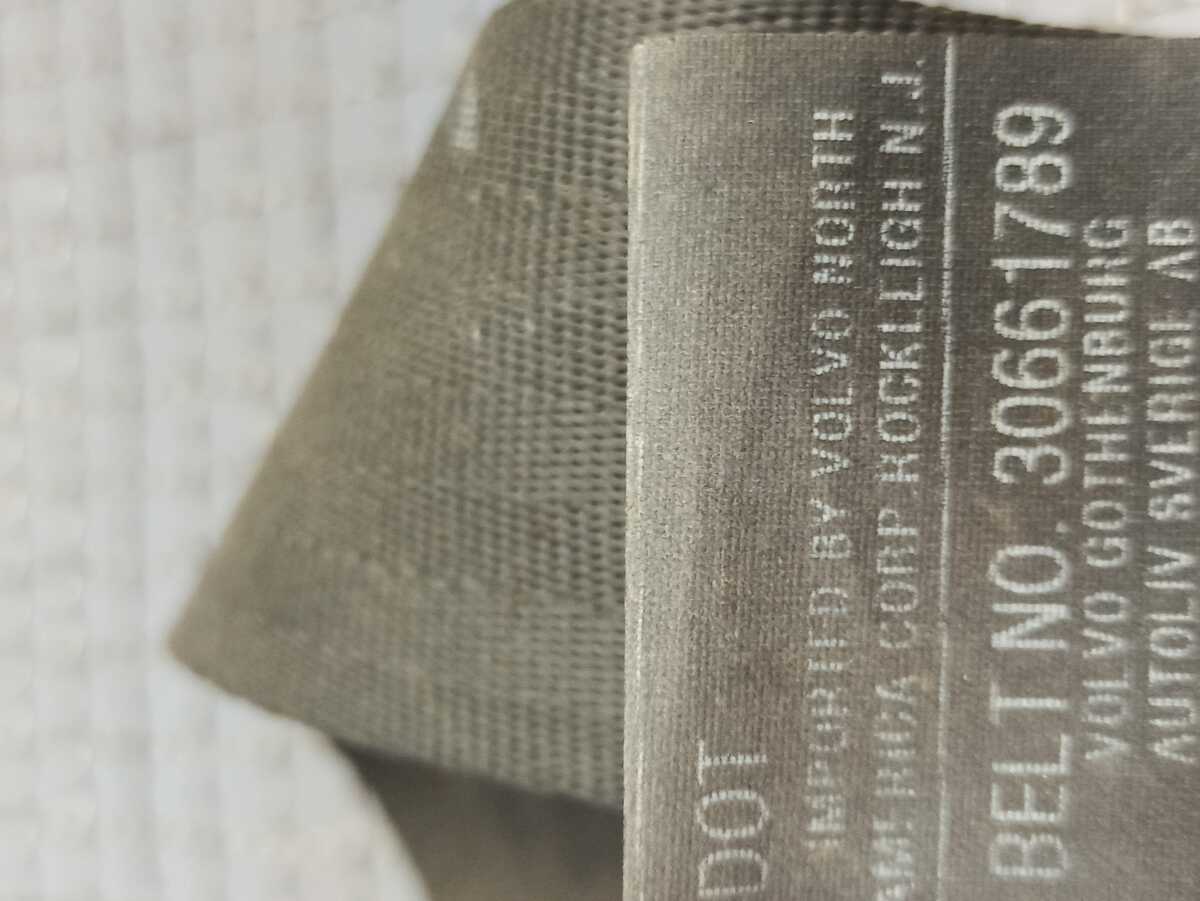 DOT
IMPORTED BY VOLVO NORTH
AMERICA CORP ROCKLEIGH N.J.
BELT NO. 30661789
VOLVO GOTHENBURG
AUTOLIV SVERIGE AB